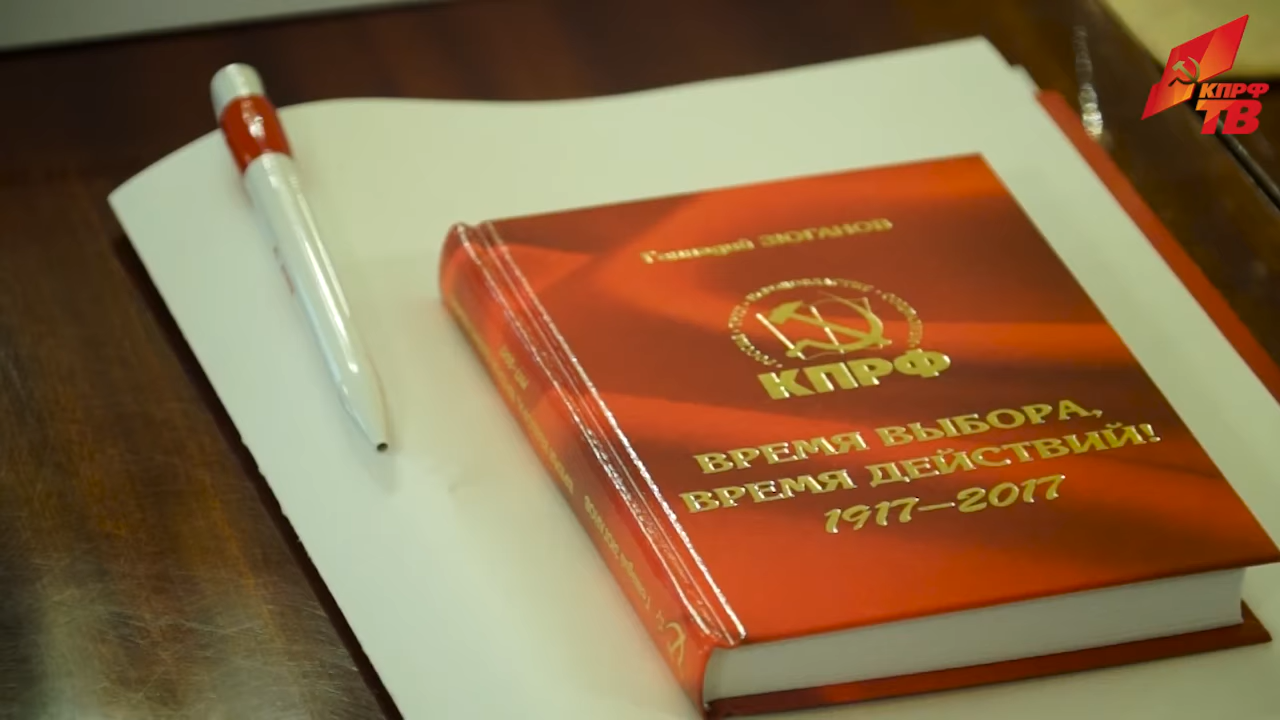 КПРФ
ТВ
Геннадий ЗЮГАНОВ
КПРФ
ВРЕМЯ ВЫБОРА,
ВРЕМЯ ДЕЙСТВИЙ!
1917—2017